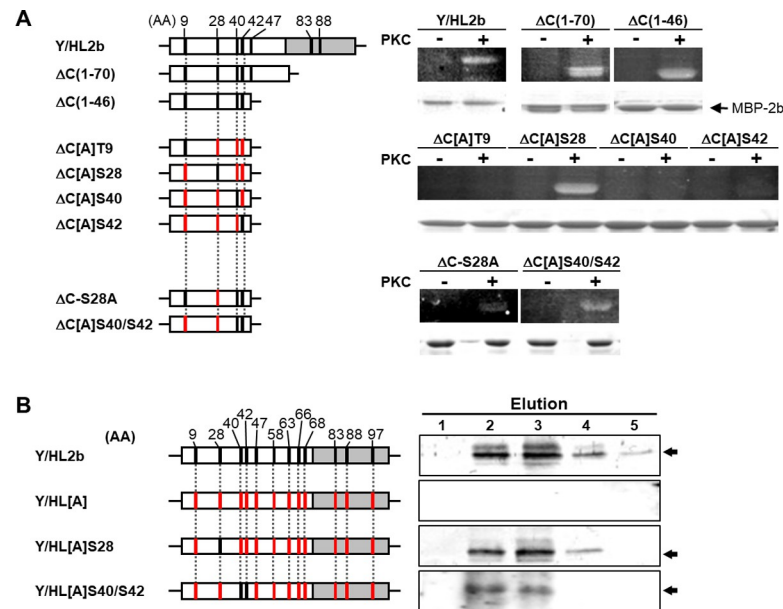 A
(AA) 9 28 40 42 47 83 88
Y/HL2b
ΔC(1-70)
ΔC(1-46)
ΔC[A]T9
ΔC[A]S28
ΔC[A]S40
ΔC[A]S42
ΔC-S28A
ΔC[A]S40/S42
Y/HL2b ΔC(1-70) ΔC(1-46)
PKC - + - + - +
MBP-2b
ΔC[A]T9 ΔC[A]S28 ΔC[A]S40 ΔC[A]S42
PKC - + - + - + - +
ΔC-S28A ΔC[A]S40/S42
PKC - + - +
B
(AA) 9 28 40 42 47 58 63 66 68 83 88 97
Y/HL2b
Y/HL[A]
Y/HL[A]S28
Y/HL[A]S40/S42
Elution
1 2 3 4 5